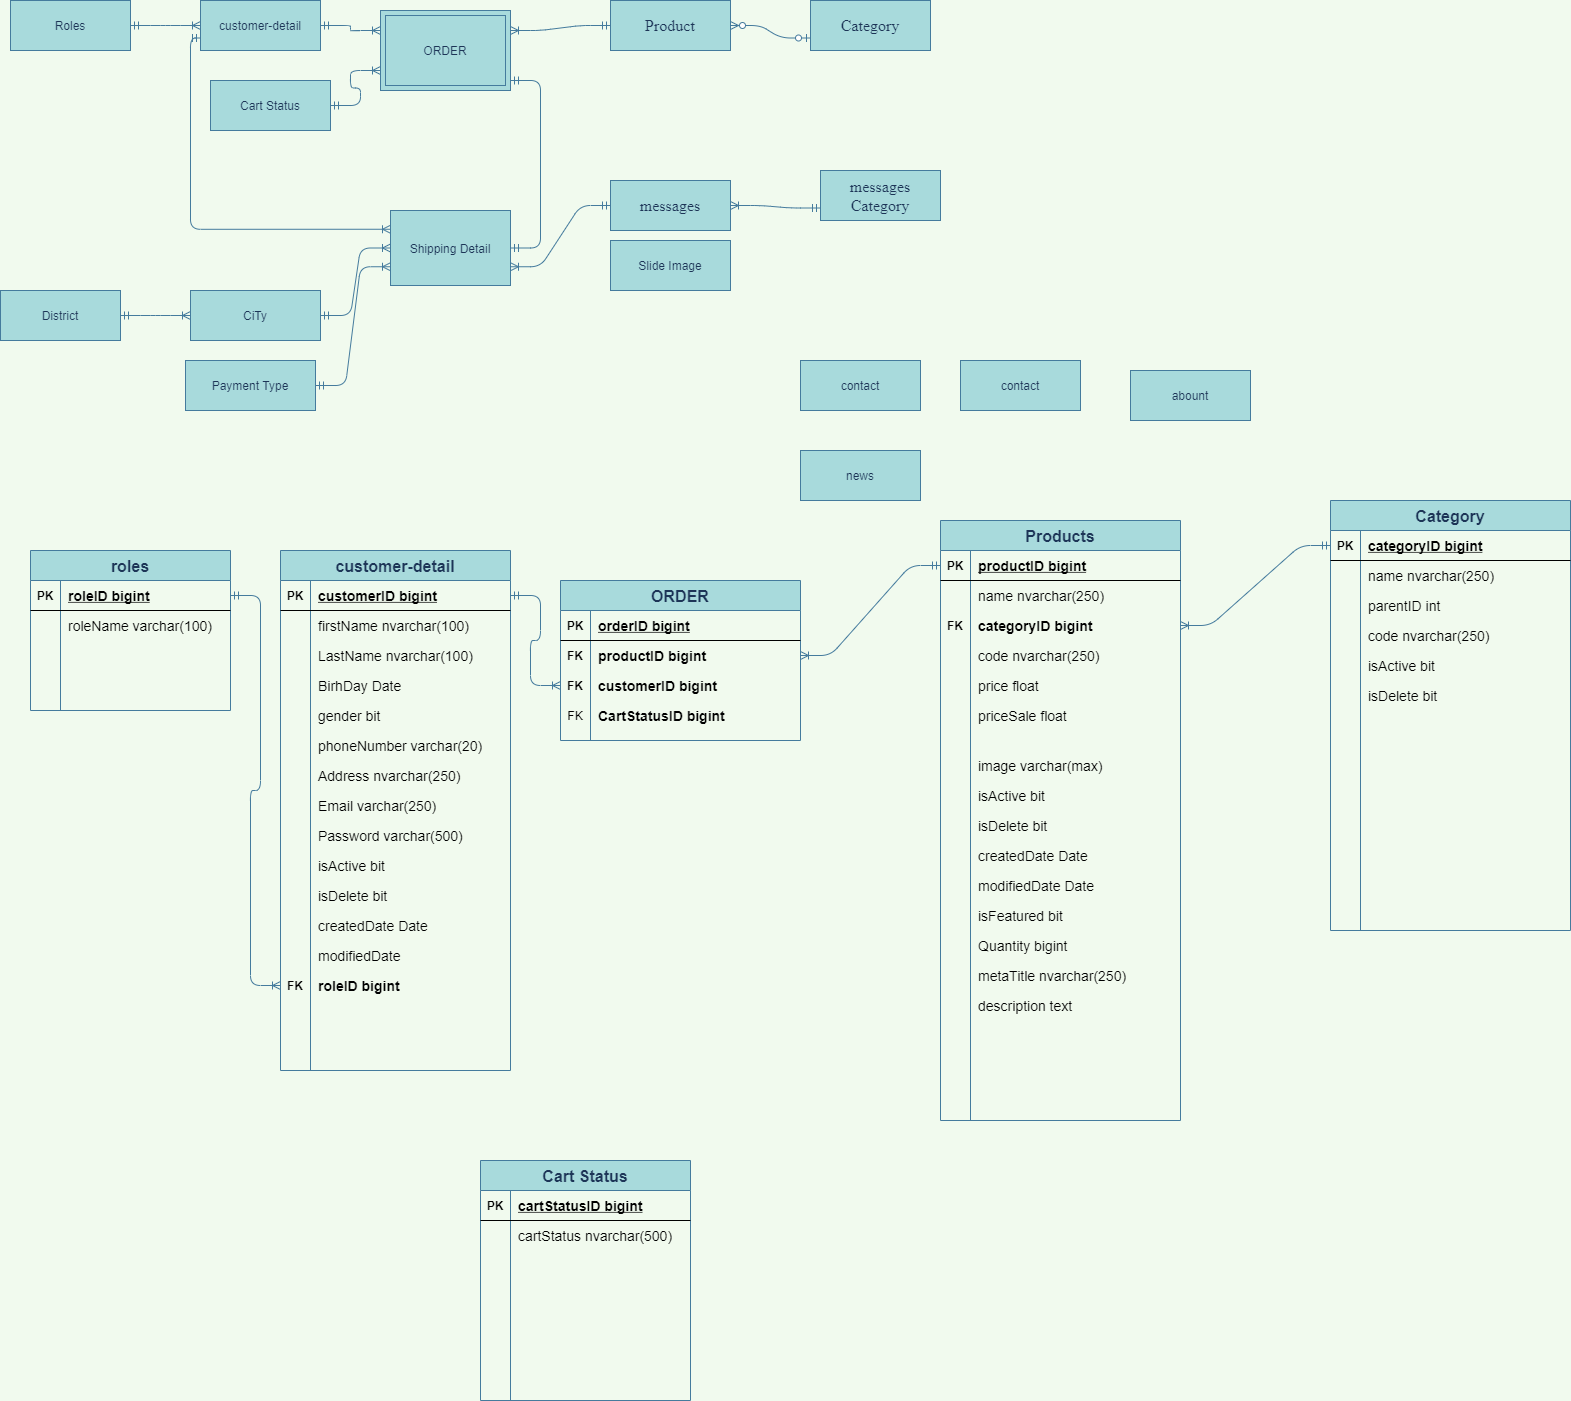 Roles
customer-detail
ORDER
Product
Category
Cart Status
messages
Category
messages
Shipping Detail
Slide Image
District
CiTy
Payment Type
contact
contact
abount
news
roles
PK roleID bigint
roleName varchar(100)
customer-detail
PK customerID bigint
firstName nvarchar(100)
LastName nvarchar(100)
BirhDay Date
gender bit
phoneNumber varchar(20)
Address nvarchar(250)
Email varchar(250)
Password varchar(500)
isActive bit
isDelete bit
createdDate Date
modifiedDate
FK roleID bigint
ORDER
PK orderID bigint
FK productID bigint
FK customerID bigint
FK CartStatusID bigint
Products
PK productID bigint
name nvarchar(250)
FK categoryID bigint
code nvarchar(250)
price float
priceSale float
image varchar(max)
isActive bit
isDelete bit
createdDate Date
modifiedDate Date
isFeatured bit
Quantity bigint
metaTitle nvarchar(250)
description text
Category
PK categoryID bigint
name nvarchar(250)
parentID int
code nvarchar(250)
isActive bit
isDelete bit
Cart Status
PK cartStatusID bigint
cartStatus nvarchar(500)